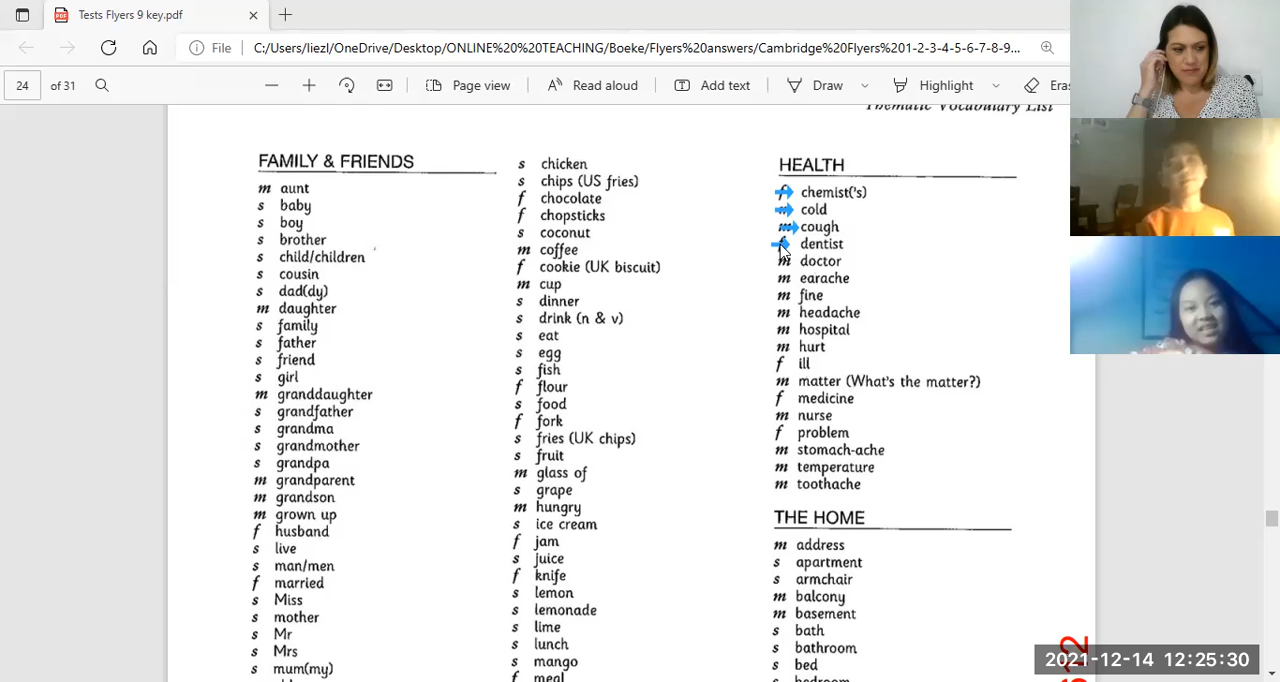 Tests Flyers 9 key.pdf
File
C:/Users/liezl/OneDrive/Desktop/ONLINE%20%20TEACHING/Boeke/Flyers%20answers/Cambridge%20Flyers%201-2-3-4-5-6-7-8-9...
24 of 31
Page view
Read aloud
Add text
Draw
Highlight
Eras
Thematic Vocabulary List
FAMILY & FRIENDS
m aunt
s baby
s boy
s brother
s child/children
s cousin
s dad(dy)
m daughter
s family
s father
s friend
s girl
m granddaughter
s grandfather
s grandma
s grandmother
s grandpa
m grandparent
m grandson
m grown up
f husband
s live
s man/men
f married
s Miss
s mother
s Mr
s Mrs
s mum(my)
s chicken
s chips (US fries)
f chocolate
f chopsticks
s coconut
m coffee
f cookie (UK biscuit)
m cup
s dinner
s drink (n & v)
s eat
s egg
s fish
f flour
s food
f fork
s fries (UK chips)
s fruit
m glass of
s grape
m hungry
s ice cream
f jam
s juice
f knife
s lemon
s lemonade
s lime
s lunch
s mango
f meal
HEALTH
f chemist('s)
m cold
m cough
f dentist
m doctor
m earache
m fine
m headache
m hospital
m hurt
f ill
m matter (What's the matter?)
f medicine
m nurse
f problem
m stomach-ache
m temperature
m toothache
THE HOME
m address
s apartment
s armchair
m balcony
m basement
s bath
s bathroom
s bed
s bedroom
2021-12-14 12:25:30